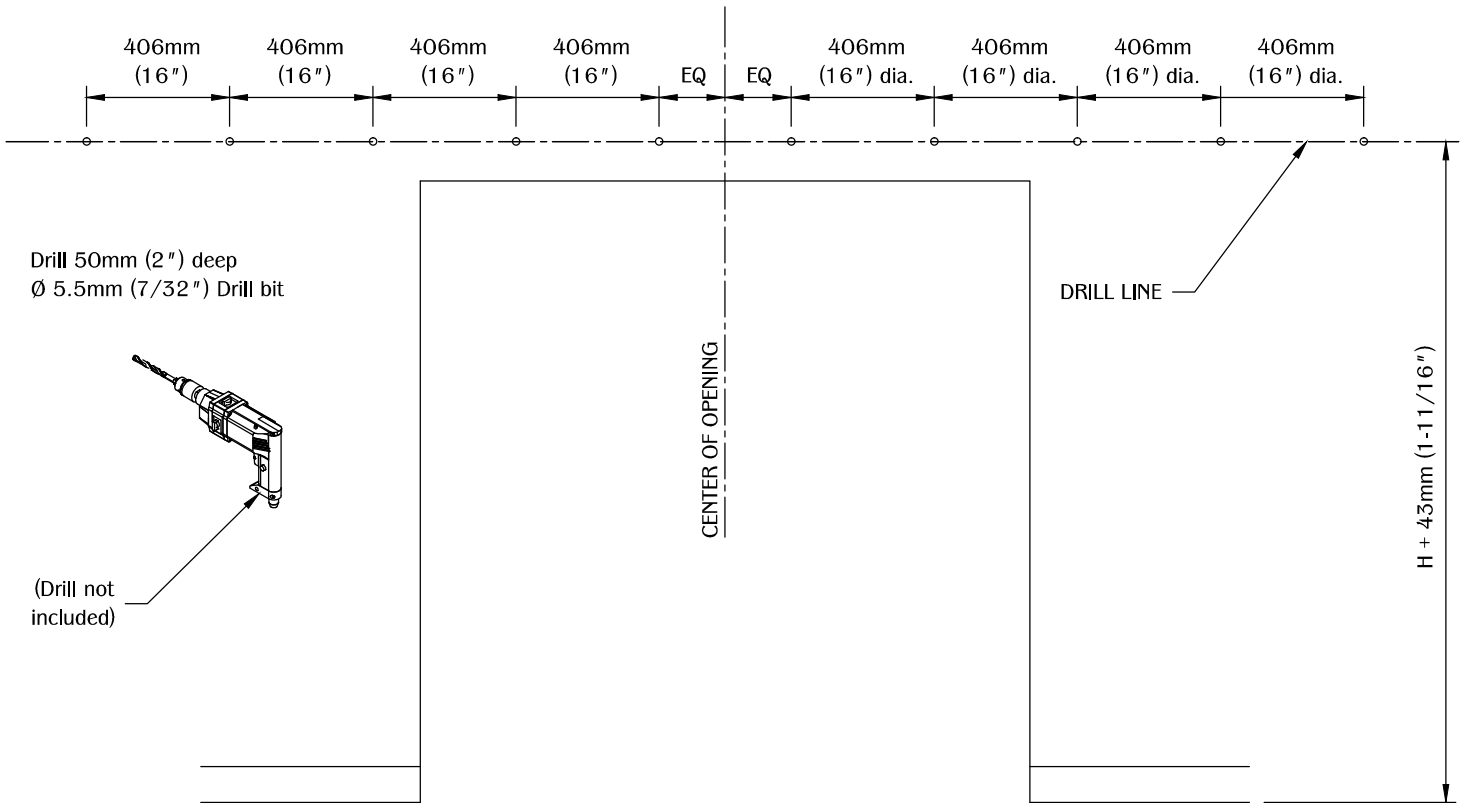 406mm
(16")
406mm
(16")
406mm
(16")
406mm
(16")
EQ
EQ
406mm
(16") dia.
406mm
(16") dia.
406mm
(16") dia.
406mm
(16") dia.
Drill 50mm (2") deep
Ø 5.5mm (7/32") Drill bit
DRILL LINE
CENTER OF OPENING
H + 43mm (1-11/16")
(Drill not
included)